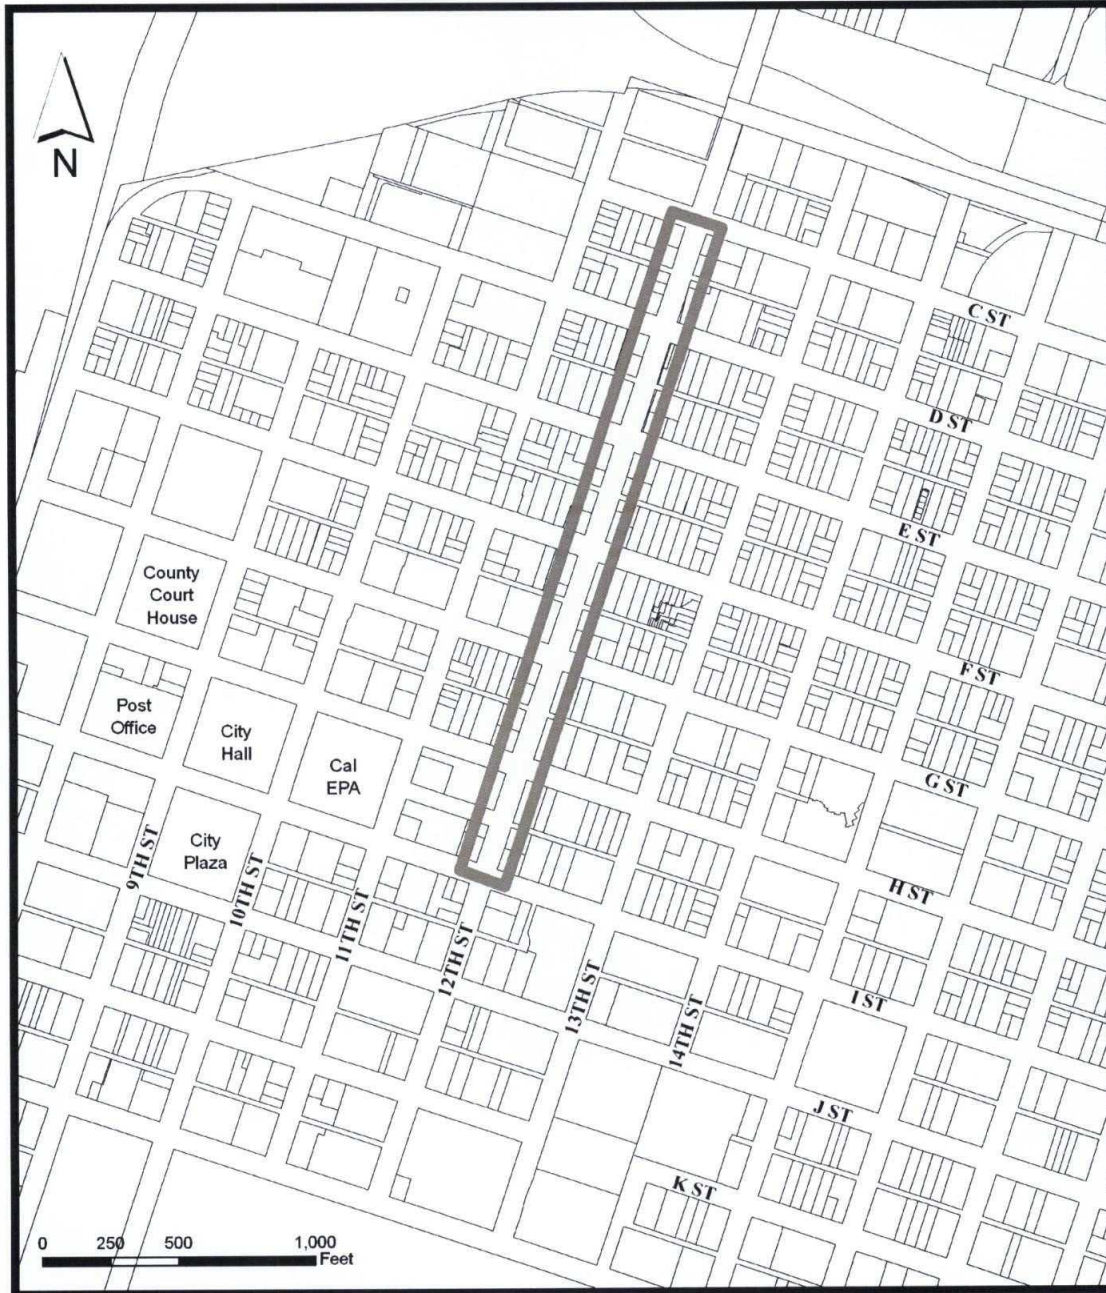 N
C ST
D ST
E ST
County
Court
House
F ST
Post
Office
City
Hall
Cal
EPA
G ST
City
Plaza
9TH ST
10TH ST
11TH ST
12TH ST
13TH ST
14TH ST
H ST
I ST
J ST
K ST
0 250 500 1,000
Feet